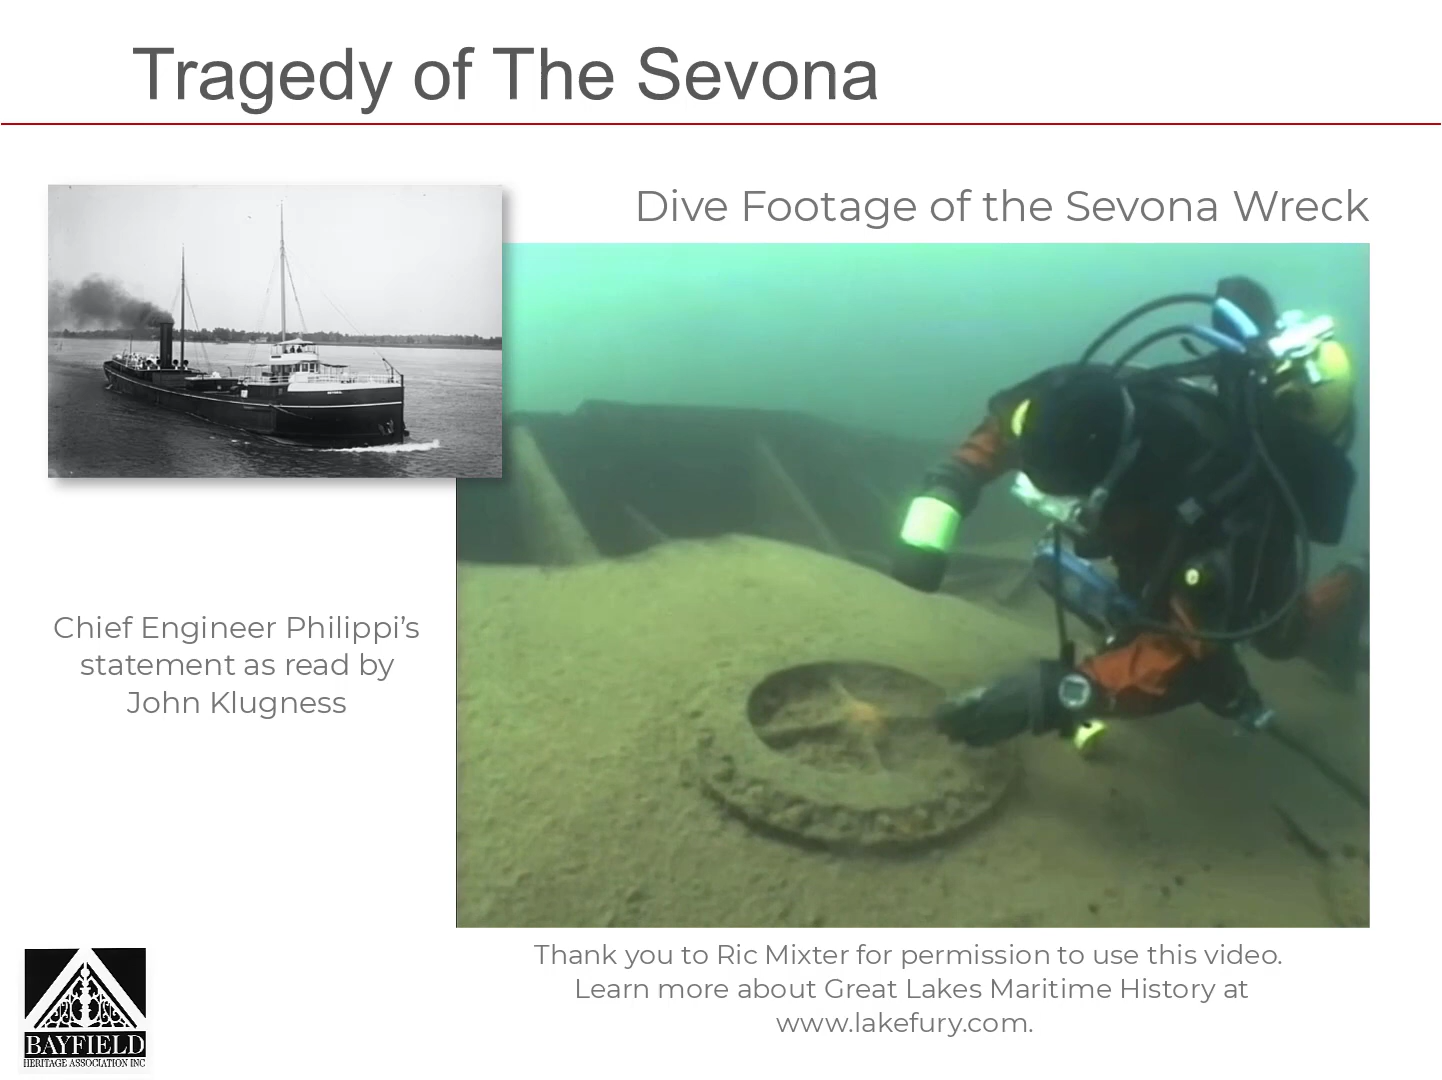 Tragedy of The Sevona
Dive Footage of the Sevona Wreck
Chief Engineer Philippi’s
statement as read by
John Klugness
Thank you to Ric Mixter for permission to use this video.
Learn more about Great Lakes Maritime History at
www.lakefury.com.
BAYFIELD
HERITAGE ASSOCIATION INC